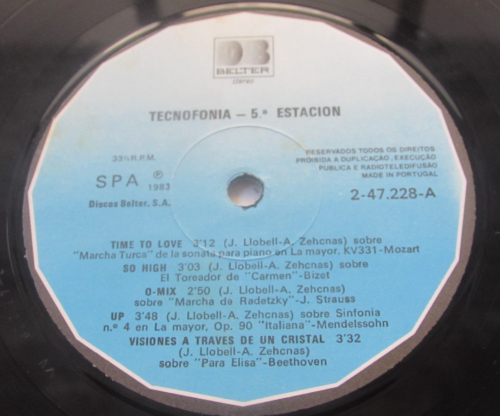 BELTER
stereo
TECNOFONIA — 5.ª ESTACION
33⅓ R.P.M.
SPA ℗ 1983
Discos Belter, S.A.
RESERVADOS TODOS OS DIREITOS
PROIBIDA A DUPLICAÇÃO, EXECUÇÃO
PUBLICA E RADIOTELEDIFUSÃO
MADE IN PORTUGAL
2-47.228-A
TIME TO LOVE 3'12 (J. Llobell-A. Zehcnas) sobre
"Marcha Turca" de la sonata para piano en La mayor. KV331-Mozart
SO HIGH 3'03 (J. Llobell-A. Zehcnas) sobre
El Toreador de "Carmen"-Bizet
O-MIX 2'50 (J. Llobell-A. Zehcnas)
sobre "Marcha de Radetzky"-J. Strauss
UP 3'48 (J. Llobell-A. Zehcnas) sobre Sinfonia
n.º 4 en La mayor, Op. 90 "Italiana"-Mendelssohn
VISIONES A TRAVES DE UN CRISTAL 3'32
(J. Llobell-A. Zehcnas)
sobre "Para Elisa"-Beethoven